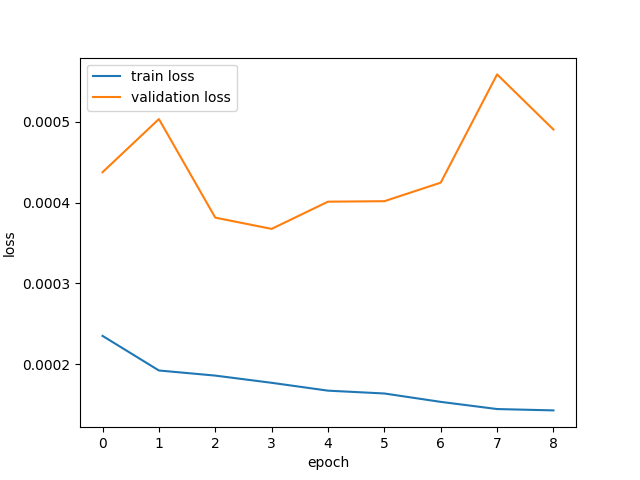 train loss
validation loss
0.0005
0.0004
0.0003
0.0002
loss
0 1 2 3 4 5 6 7 8
epoch